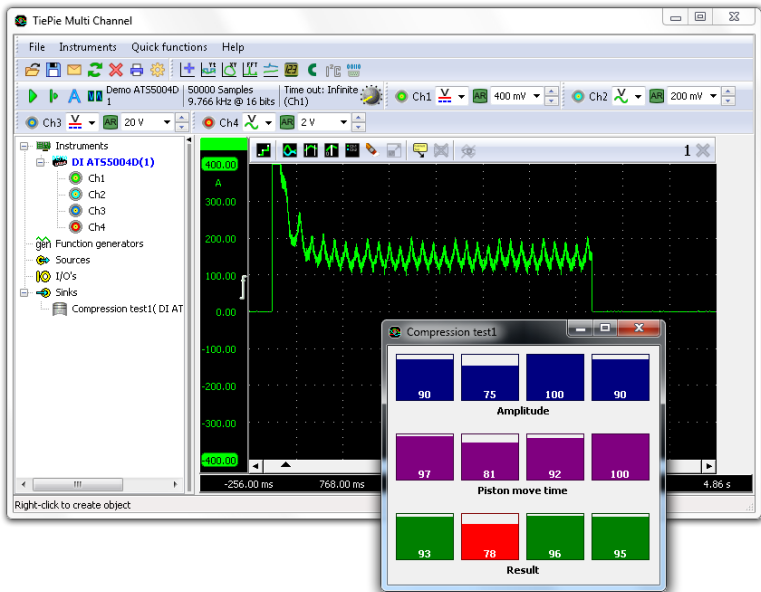 TiePie Multi Channel
File Instruments Quick functions Help
Demo ATS5004D
1
50000 Samples
9.766 kHz @ 16 bits
Time out: Infinite
(Ch1)
Ch1 AR 400 mV
Ch2 AR 200 mV
Ch3 AR 20 V
Ch4 AR 2 V
Instruments
DI ATS5004D(1)
Ch1
Ch2
Ch3
Ch4
gen Function generators
Sources
I/O I/O's
Sinks
Compression test1( DI AT
1
400.00
A
300.00
200.00
100.00
0.00
-100.00
-200.00
-300.00
-400.00
-256.00 ms 768.00 ms 4.86 s
Right-click to create object
Compression test1
90 75 100 90
Amplitude
97 81 92 100
Piston move time
93 78 96 95
Result